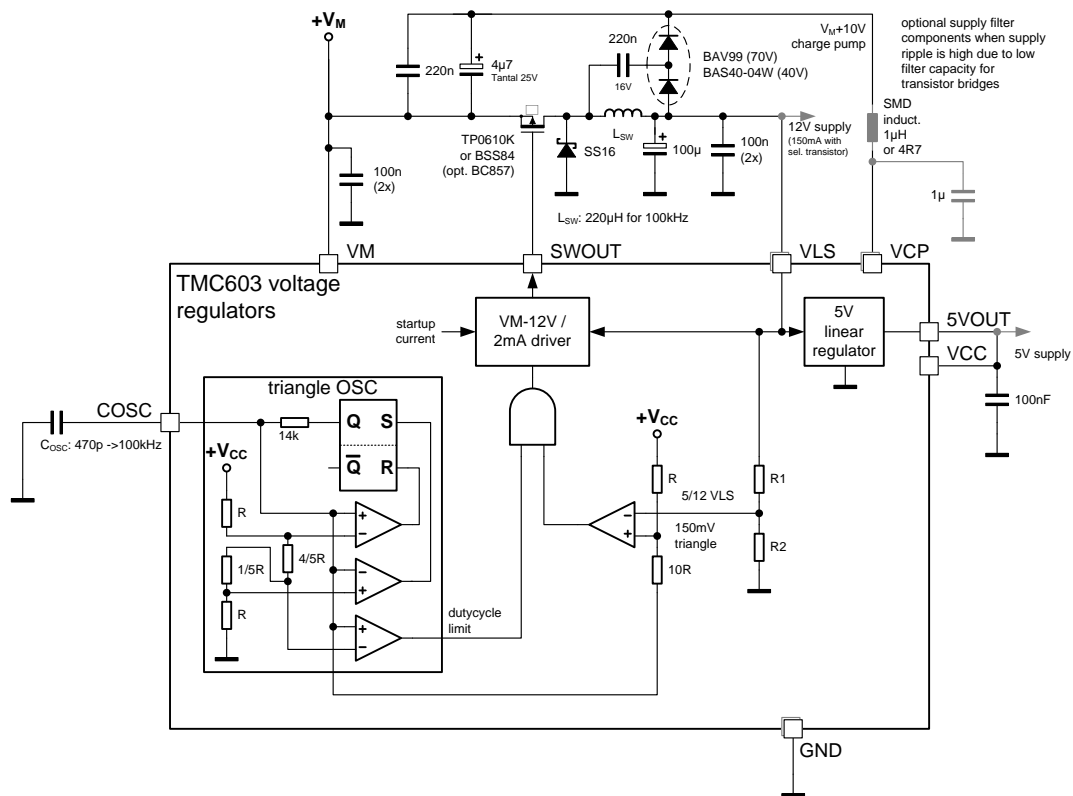 +VM
220n
4µ7
Tantal 25V
220n
16V
VM+10V
charge pump
BAV99 (70V)
BAS40-04W (40V)
optional supply filter
components when supply
ripple is high due to low
filter capacity for
transistor bridges
SMD
induct.
1µH
or 4R7
TP0610K
or BSS84
(opt. BC857)
SS16
LSW
100µ
100n
(2x)
12V supply
(150mA with
sel. transistor)
100n
(2x)
1µ
LSW: 220µH for 100kHz
VM
SWOUT
VLS
VCP
TMC603 voltage
regulators
startup
current
VM-12V /
2mA driver
5V
linear
regulator
5VOUT
5V supply
VCC
100nF
triangle OSC
COSC
COSC: 470p ->100kHz
14k
Q
S
Q
R
+VCC
R
4/5R
1/5R
R
+
−
−
+
+
−
dutycycle
limit
+VCC
R
5/12 VLS
−
+
150mV
triangle
10R
R1
R2
GND